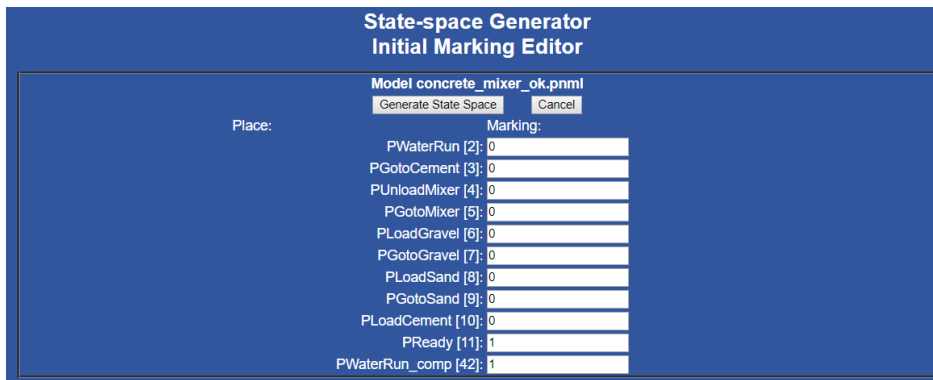 State-space Generator
Initial Marking Editor
Model concrete_mixer_ok.pnml
Generate State Space Cancel
Place: Marking:
PWaterRun [2]: 0
PGotoCement [3]: 0
PUnloadMixer [4]: 0
PGotoMixer [5]: 0
PLoadGravel [6]: 0
PGotoGravel [7]: 0
PLoadSand [8]: 0
PGotoSand [9]: 0
PLoadCement [10]: 0
PReady [11]: 1
PWaterRun_comp [42]: 1